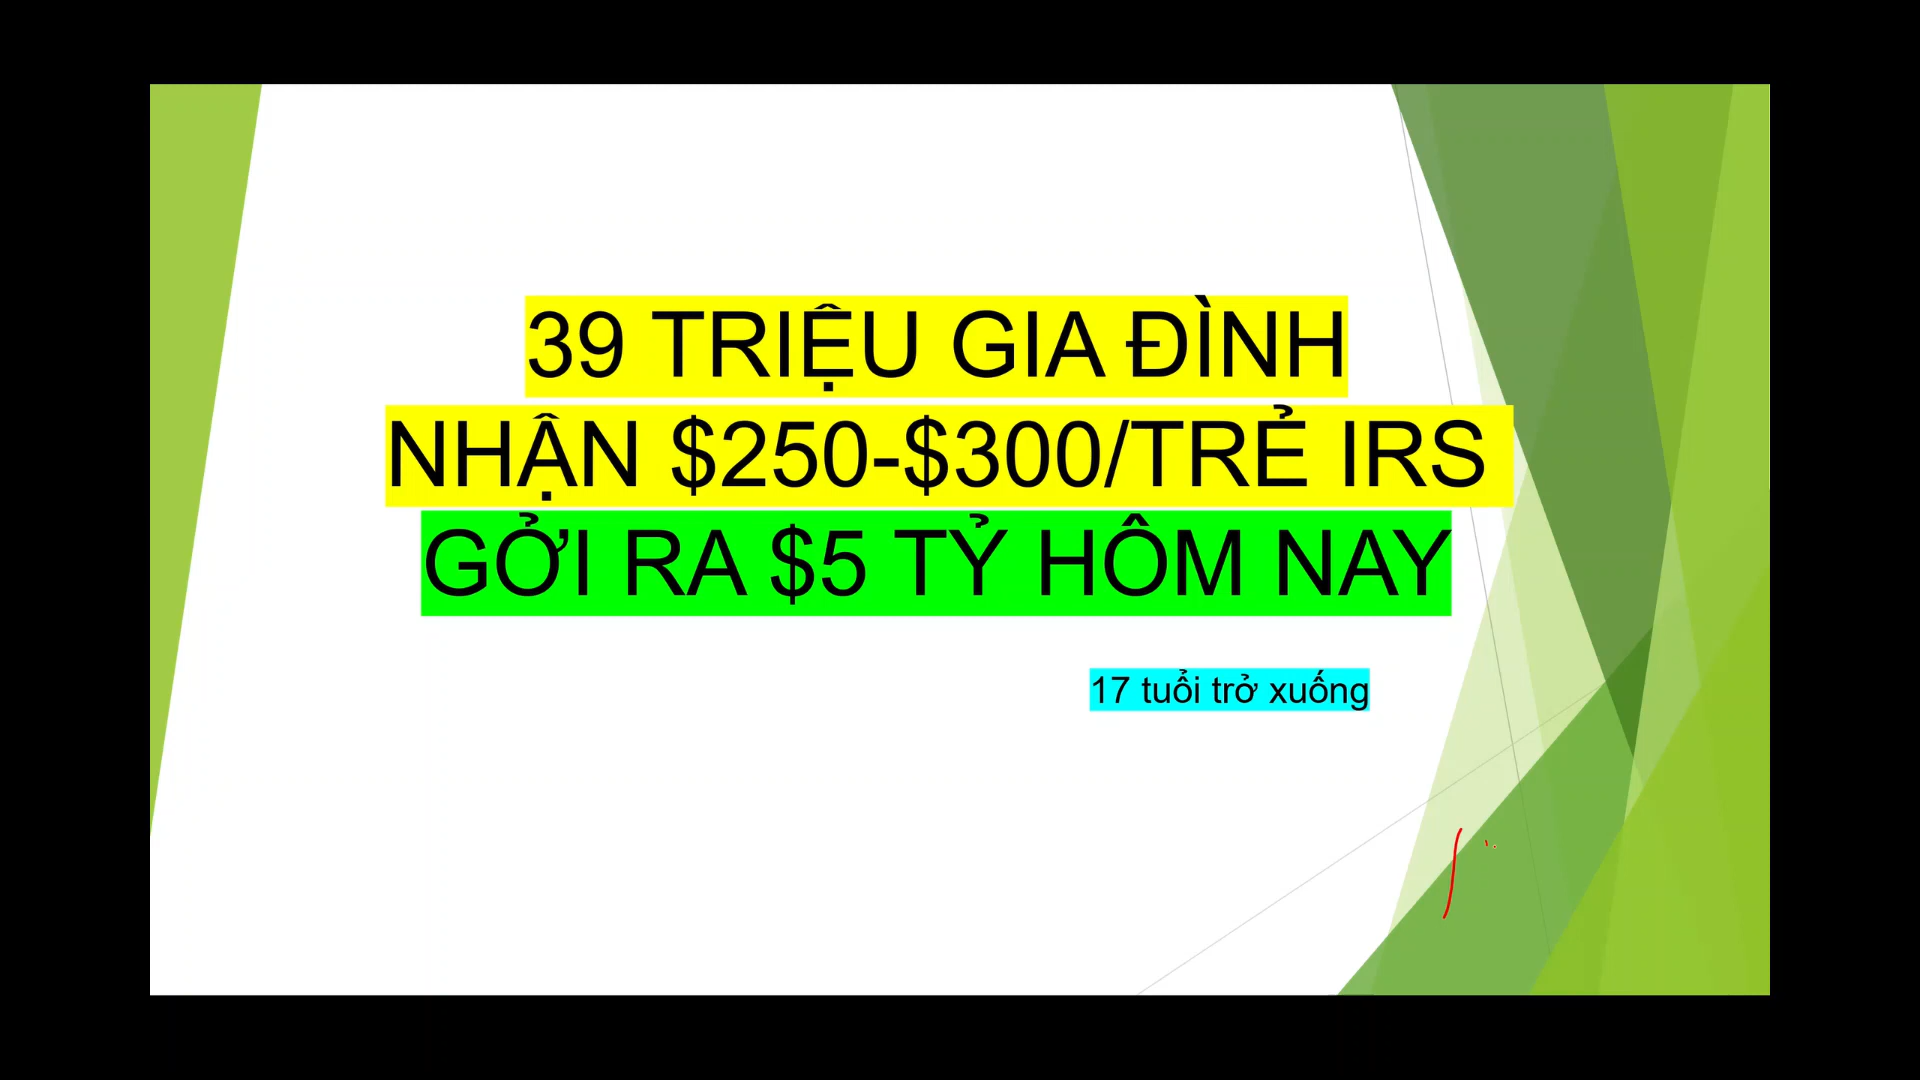 39 TRIỆU GIA ĐÌNH
NHẬN $250-$300/TRẺ IRS
GỞI RA $5 TỶ HÔM NAY
17 tuổi trở xuống